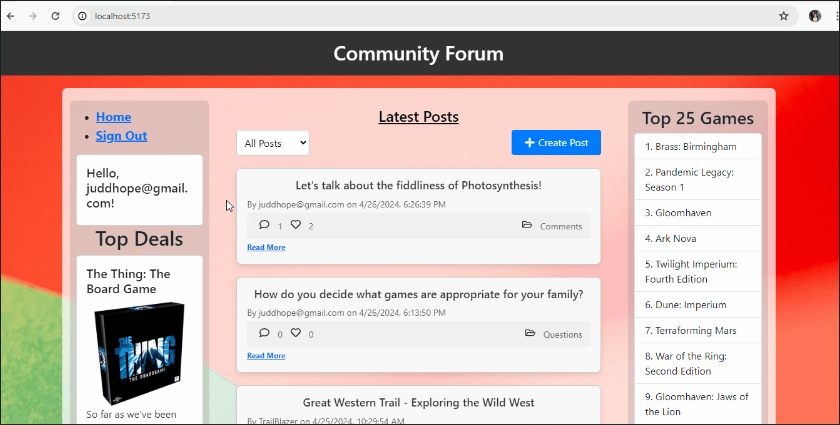 localhost:5173
Community Forum
Home
Sign Out
Hello,
juddhope@gmail.
com!
Top Deals
The Thing: The
Board Game
THE
THING
THE BOARDGAME
So far as we've been
Latest Posts
All Posts
Create Post
Let's talk about the fiddliness of Photosynthesis!
By juddhope@gmail.com on 4/26/2024, 6:26:39 PM
1 2 Comments
Read More
How do you decide what games are appropriate for your family?
By juddhope@gmail.com on 4/26/2024, 6:13:50 PM
0 0 Questions
Read More
Great Western Trail - Exploring the Wild West
By TrailBlazer on 4/25/2024, 10:29:54 AM
Top 25 Games
1. Brass: Birmingham
2. Pandemic Legacy:
Season 1
3. Gloomhaven
4. Ark Nova
5. Twilight Imperium:
Fourth Edition
6. Dune: Imperium
7. Terraforming Mars
8. War of the Ring:
Second Edition
9. Gloomhaven: Jaws of
the Lion